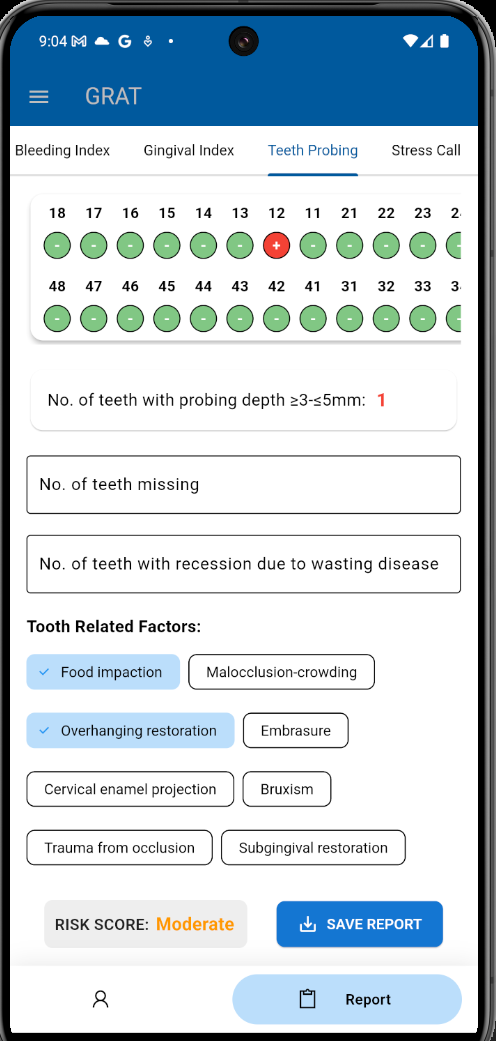 9:04
GRAT
Bleeding Index Gingival Index Teeth Probing Stress Call
18 17 16 15 14 13 12 11 21 22 23
- - - - - - + - - - - -
48 47 46 45 44 43 42 41 31 32 33
- - - - - - - - - - - -
No. of teeth with probing depth ≥3-≤5mm: 1
No. of teeth missing
No. of teeth with recession due to wasting disease
Tooth Related Factors:
Food impaction Malocclusion-crowding
Overhanging restoration Embrasure
Cervical enamel projection Bruxism
Trauma from occlusion Subgingival restoration
RISK SCORE: Moderate SAVE REPORT
Report